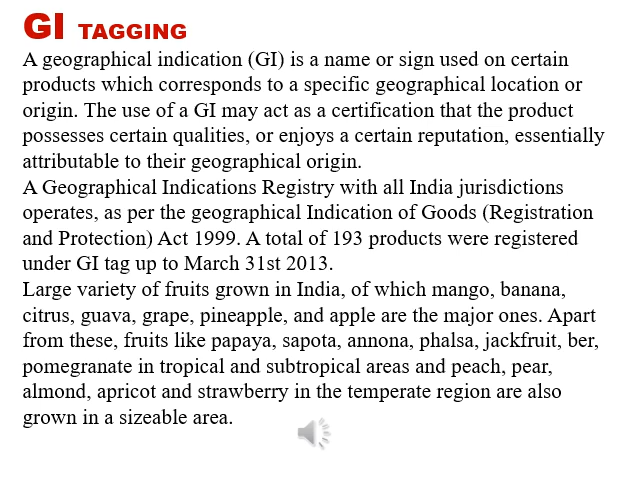 GI TAGGING
A geographical indication (GI) is a name or sign used on certain
products which corresponds to a specific geographical location or
origin. The use of a GI may act as a certification that the product
possesses certain qualities, or enjoys a certain reputation, essentially
attributable to their geographical origin.
A Geographical Indications Registry with all India jurisdictions
operates, as per the geographical Indication of Goods (Registration
and Protection) Act 1999. A total of 193 products were registered
under GI tag up to March 31st 2013.
Large variety of fruits grown in India, of which mango, banana,
citrus, guava, grape, pineapple, and apple are the major ones. Apart
from these, fruits like papaya, sapota, annona, phalsa, jackfruit, ber,
pomegranate in tropical and subtropical areas and peach, pear,
almond, apricot and strawberry in the temperate region are also
grown in a sizeable area.